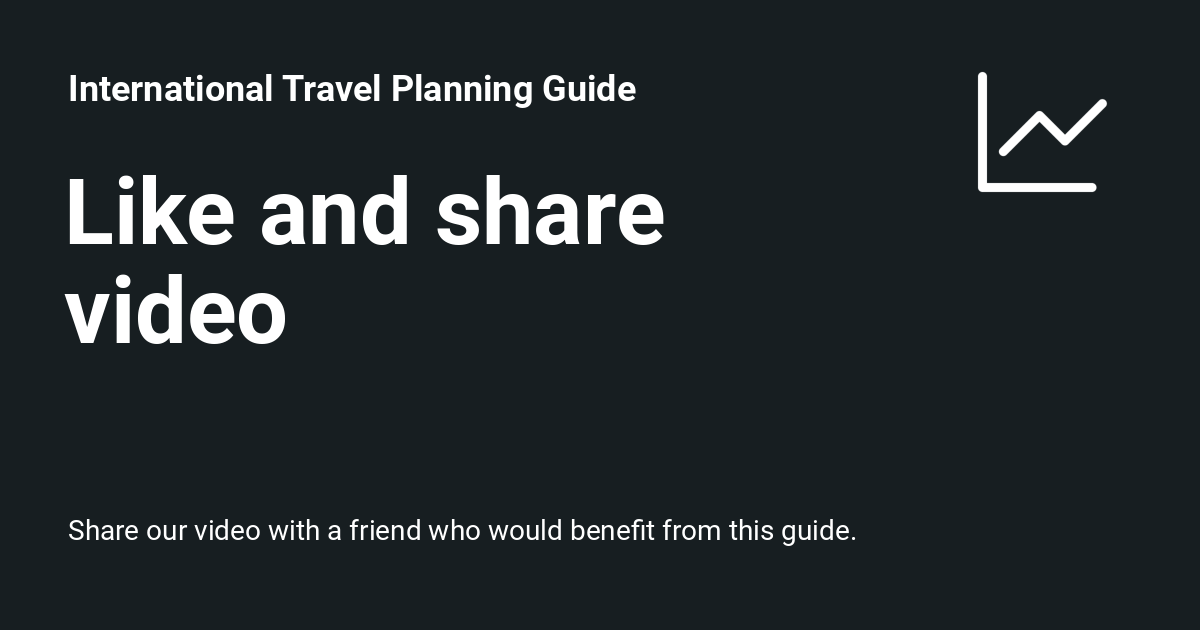 International Travel Planning Guide
Like and share
video
Share our video with a friend who would benefit from this guide.